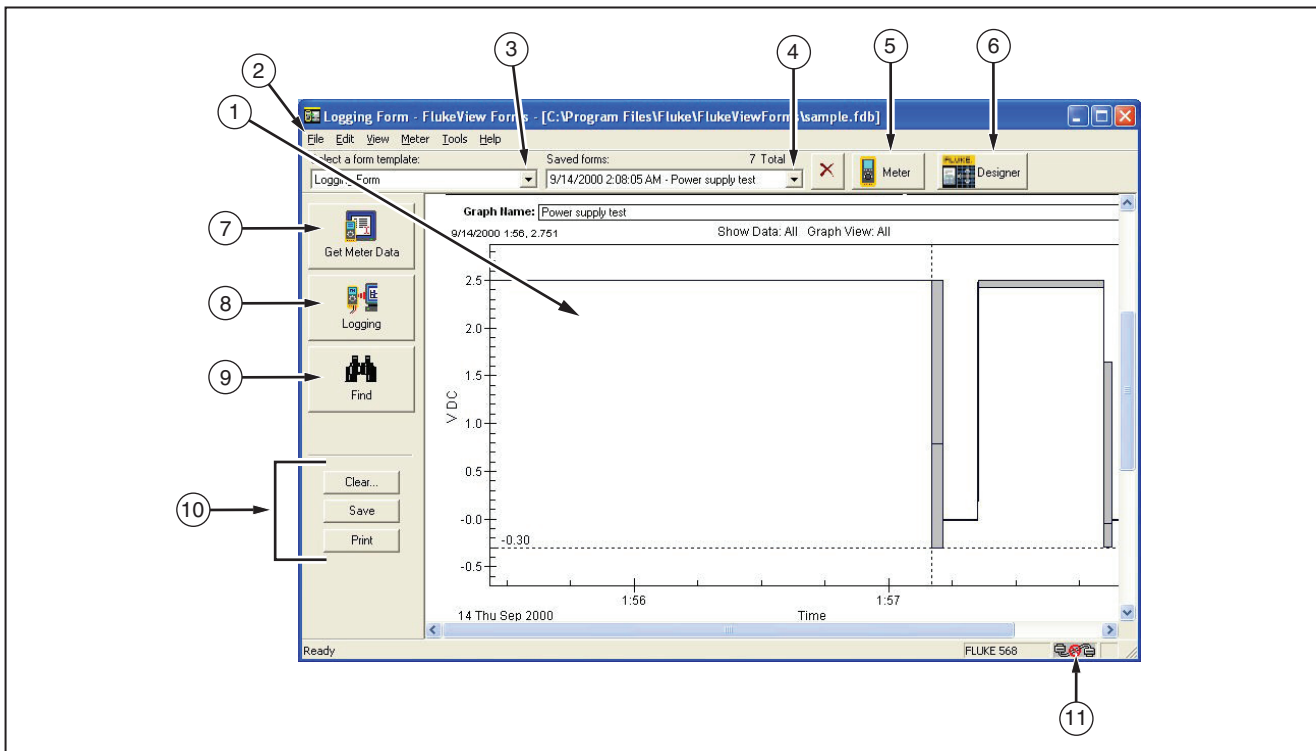 3
4
5
6
2
1
Logging Form - FlukeView Forms - [C:\Program Files\Fluke\FlukeViewForms\sample.fdb]
File Edit View Meter Tools Help
Select a form template:
Saved forms:
7 Total
Logging Form
9/14/2000 2:08:05 AM - Power supply test
Meter
FLUKE
Designer
7
Get Meter Data
8
Logging
9
Find
10
Clear...
Save
Print
Graph Name: Power supply test
9/14/2000 1:56, 2.751
Show Data: All Graph View: All
2.5
2.0
1.5
V DC
1.0
0.5
-0.0
-0.30
-0.5
1:56
1:57
14 Thu Sep 2000
Time
Ready
FLUKE 568
11